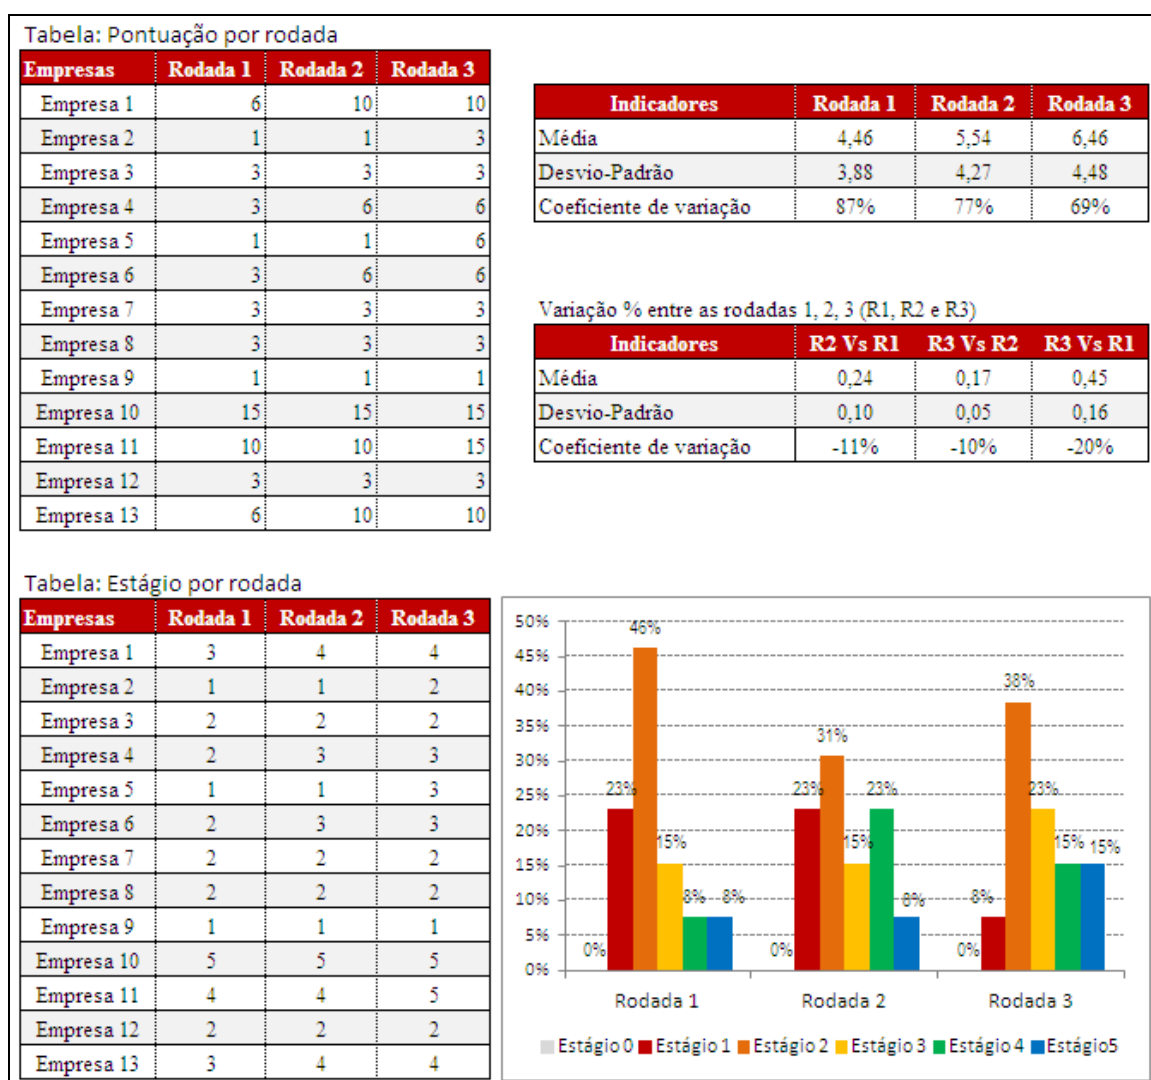 Tabela: Pontuação por rodada
Empresas Rodada 1 Rodada 2 Rodada 3
Empresa 1 6 10 10
Empresa 2 1 1 3
Empresa 3 3 3 3
Empresa 4 3 6 6
Empresa 5 1 1 6
Empresa 6 3 6 6
Empresa 7 3 3 3
Empresa 8 3 3 3
Empresa 9 1 1 1
Empresa 10 15 15 15
Empresa 11 10 10 15
Empresa 12 3 3 3
Empresa 13 6 10 10
Indicadores Rodada 1 Rodada 2 Rodada 3
Média 4,46 5,54 6,46
Desvio-Padrão 3,88 4,27 4,48
Coeficiente de variação 87% 77% 69%
Variação % entre as rodadas 1, 2, 3 (R1, R2 e R3)
Indicadores R2 Vs R1 R3 Vs R2 R3 Vs R1
Média 0,24 0,17 0,45
Desvio-Padrão 0,10 0,05 0,16
Coeficiente de variação -11% -10% -20%
Tabela: Estágio por rodada
Empresas Rodada 1 Rodada 2 Rodada 3
Empresa 1 3 4 4
Empresa 2 1 1 2
Empresa 3 2 2 2
Empresa 4 2 3 3
Empresa 5 1 1 3
Empresa 6 2 3 3
Empresa 7 2 2 2
Empresa 8 2 2 2
Empresa 9 1 1 1
Empresa 10 5 5 5
Empresa 11 4 4 5
Empresa 12 2 2 2
Empresa 13 3 4 4
50%
45%
40%
35%
30%
25%
20%
15%
10%
5%
0%
0% 23% 46% 15% 8% 8%
0% 23% 31% 15% 23% 8%
0% 8% 38% 23% 15% 15%
Rodada 1 Rodada 2 Rodada 3
Estágio 0 Estágio 1 Estágio 2 Estágio 3 Estágio 4 Estágio5